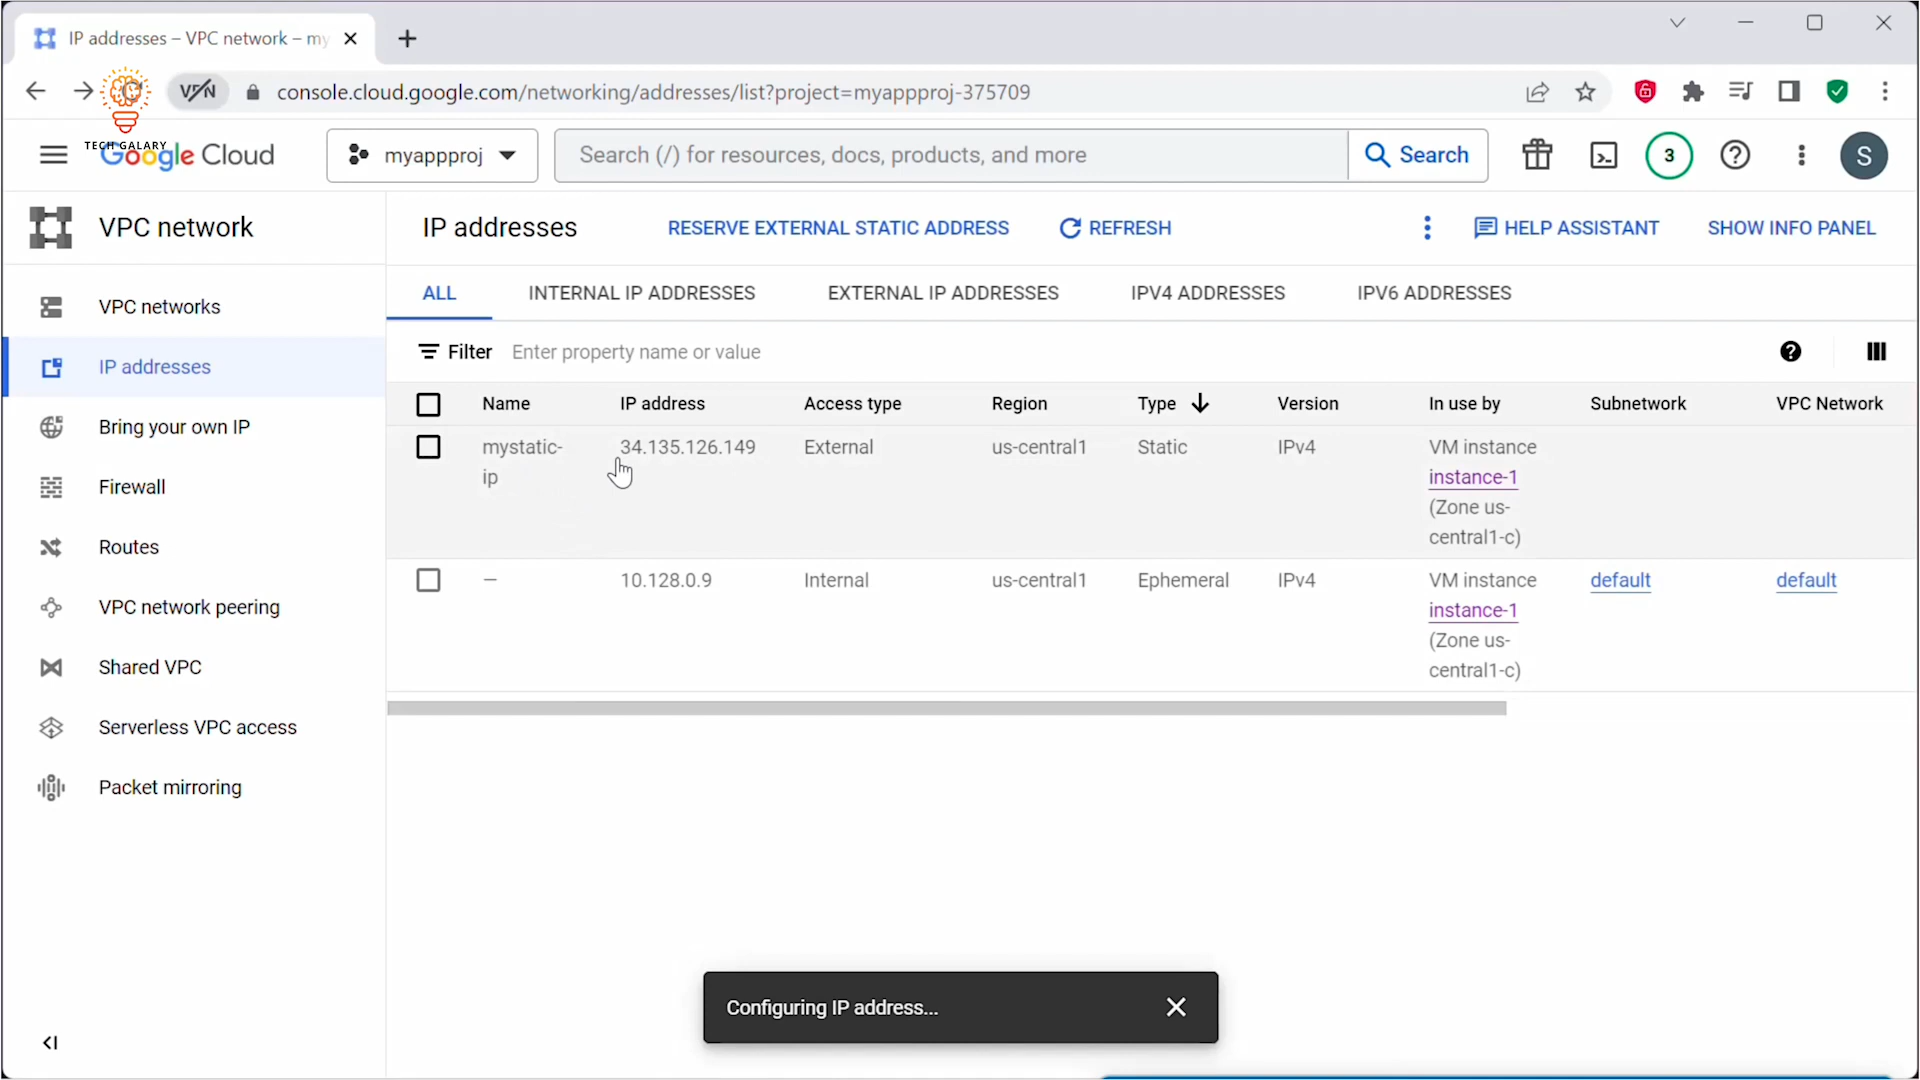 IP addresses – VPC network – my
VPN
console.cloud.google.com/networking/addresses/list?project=myappproj-375709
TECH GALARY
Google Cloud
myappproj
Search (/) for resources, docs, products, and more
Search
3
S
VPC network
IP addresses
RESERVE EXTERNAL STATIC ADDRESS
REFRESH
HELP ASSISTANT
SHOW INFO PANEL
VPC networks
IP addresses
Bring your own IP
Firewall
Routes
VPC network peering
Shared VPC
Serverless VPC access
Packet mirroring
ALL INTERNAL IP ADDRESSES EXTERNAL IP ADDRESSES IPV4 ADDRESSES IPV6 ADDRESSES
Filter Enter property name or value
Name IP address Access type Region Type Version In use by Subnetwork VPC Network
mystatic- 34.135.126.149 External us-central1 Static IPv4 VM instance
ip instance-1
(Zone us-
central1-c)
– 10.128.0.9 Internal us-central1 Ephemeral IPv4 VM instance default default
instance-1
(Zone us-
central1-c)
Configuring IP address...